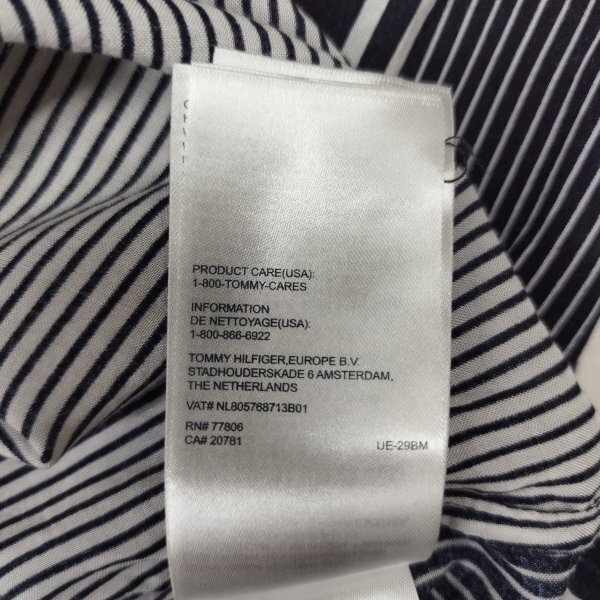 PRODUCT CARE(USA):
1-800-TOMMY-CARES
INFORMATION
DE NETTOYAGE(USA):
1-800-866-6922
TOMMY HILFIGER,EUROPE B.V.
STADHOUDERSKADE 6 AMSTERDAM,
THE NETHERLANDS
VAT# NL805768713B01
RN# 77806
CA# 20781
UE-29BM